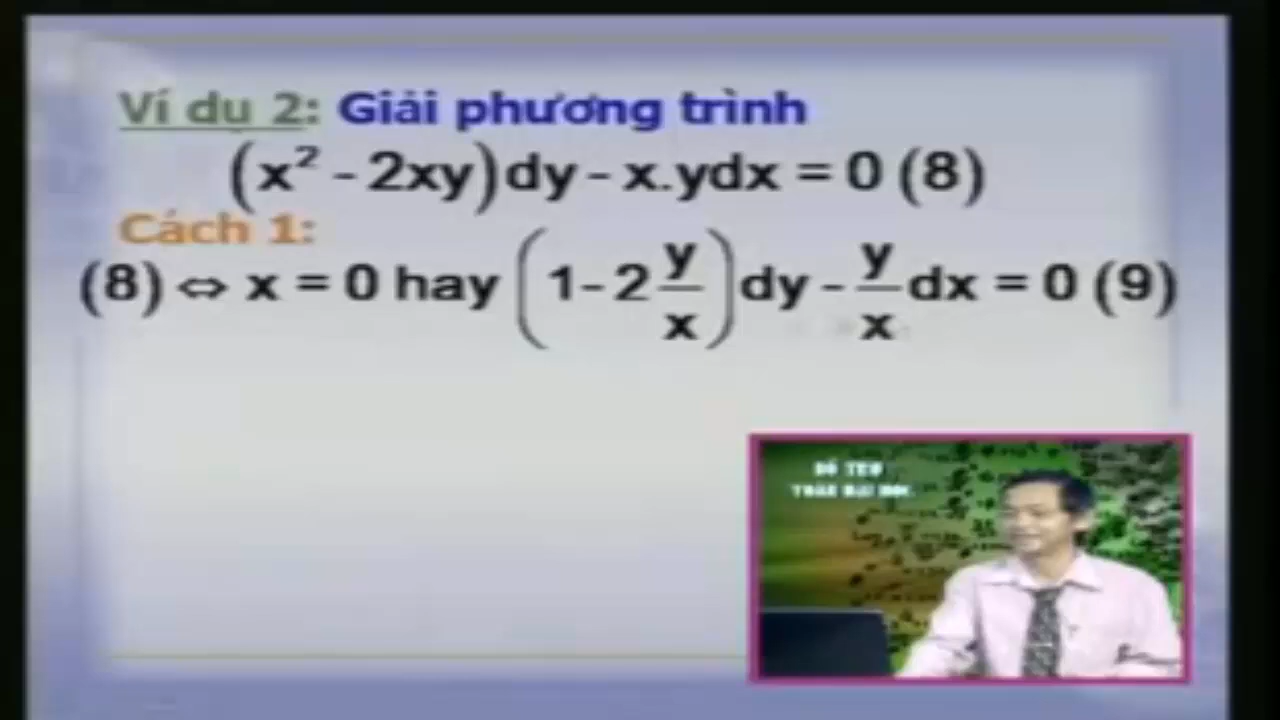 Ví dụ 2: Giải phương trình
(x² - 2xy)dy - x.ydx = 0 (8)
Cách 1:
(8) ⇔ x = 0 hay (1 - 2 y/x)dy - y/x dx = 0 (9)